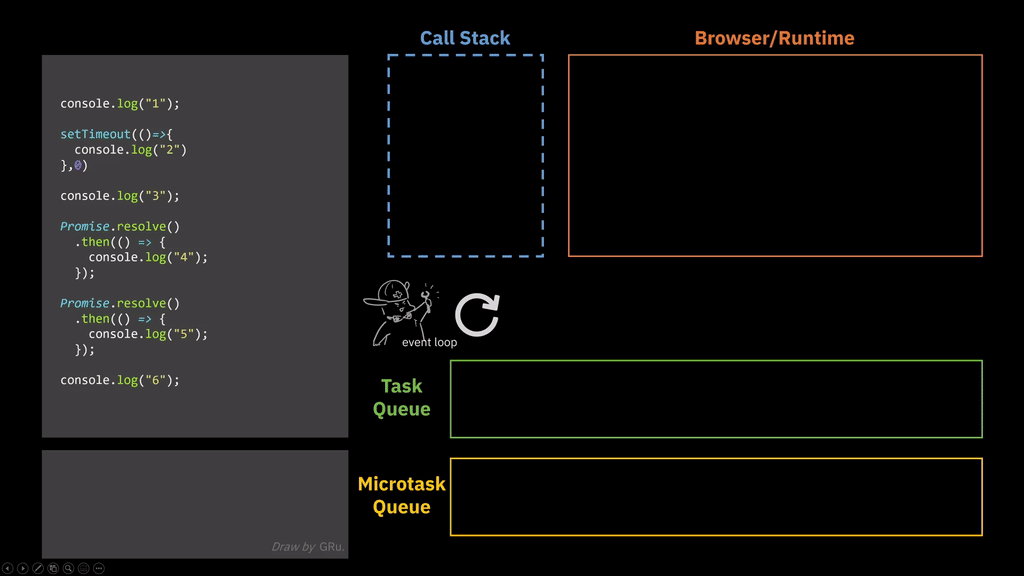 Call Stack
Browser/Runtime
console.log("1");
setTimeout(()=>{
  console.log("2")
},0)
console.log("3");
Promise.resolve()
  .then(() => {
    console.log("4");
  });
Promise.resolve()
  .then(() => {
    console.log("5");
  });
console.log("6");
event loop
Task
Queue
Microtask
Queue
Draw by GRu.